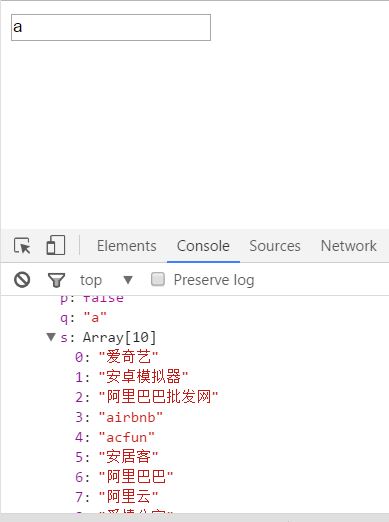 a
Elements Console Sources Network
top ▼ Preserve log
p: false
q: "a"
▼ s: Array[10]
0: "爱奇艺"
1: "安卓模拟器"
2: "阿里巴巴批发网"
3: "airbnb"
4: "acfun"
5: "安居客"
6: "阿里巴巴"
7: "阿里云"